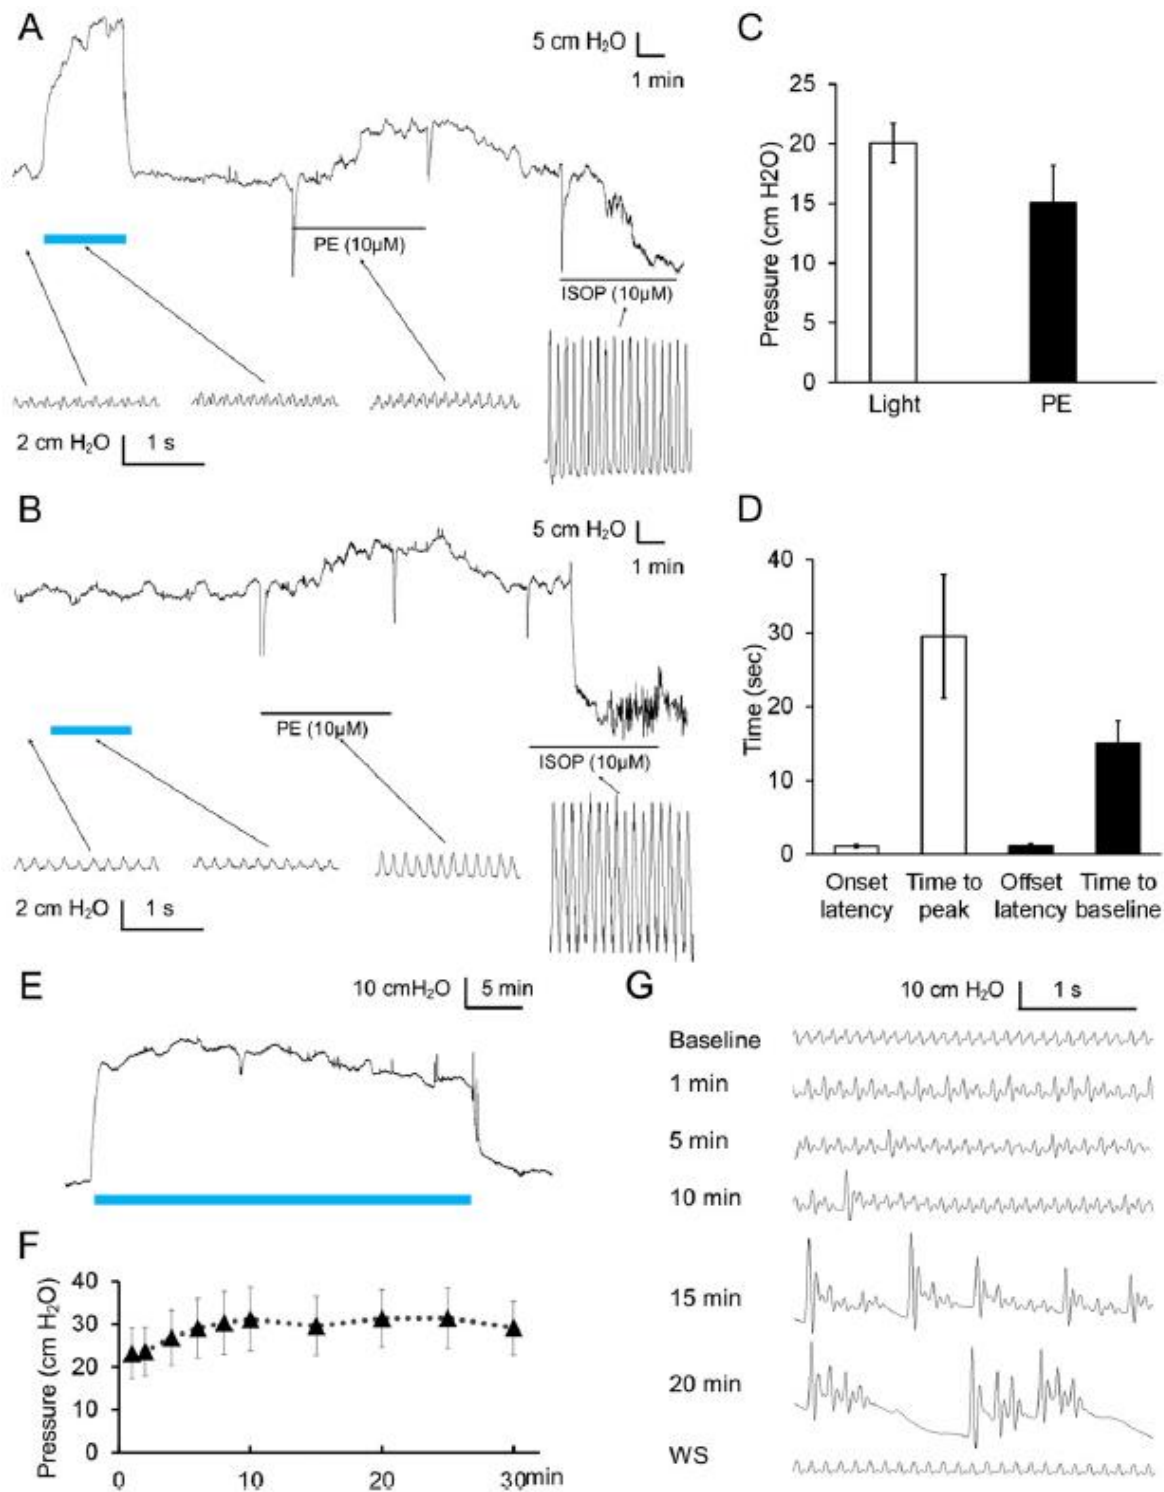 A
5 cm H₂O
1 min
PE (10μM)
ISOP (10μM)
2 cm H₂O
1 s
B
5 cm H₂O
1 min
PE (10μM)
ISOP (10μM)
2 cm H₂O
1 s
C
Pressure (cm H2O)
25
20
15
10
5
0
Light
PE
D
Time (sec)
40
30
20
10
0
Onset latency
Time to peak
Offset latency
Time to baseline
E
10 cmH₂O
5 min
F
Pressure (cm H₂O)
40
30
20
10
0
0
10
20
30
min
G
10 cm H₂O
1 s
Baseline
1 min
5 min
10 min
15 min
20 min
WS